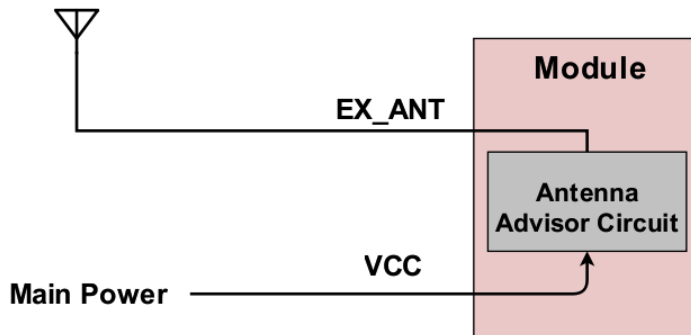 Module
EX_ANT
Antenna
Advisor Circuit
VCC
Main Power